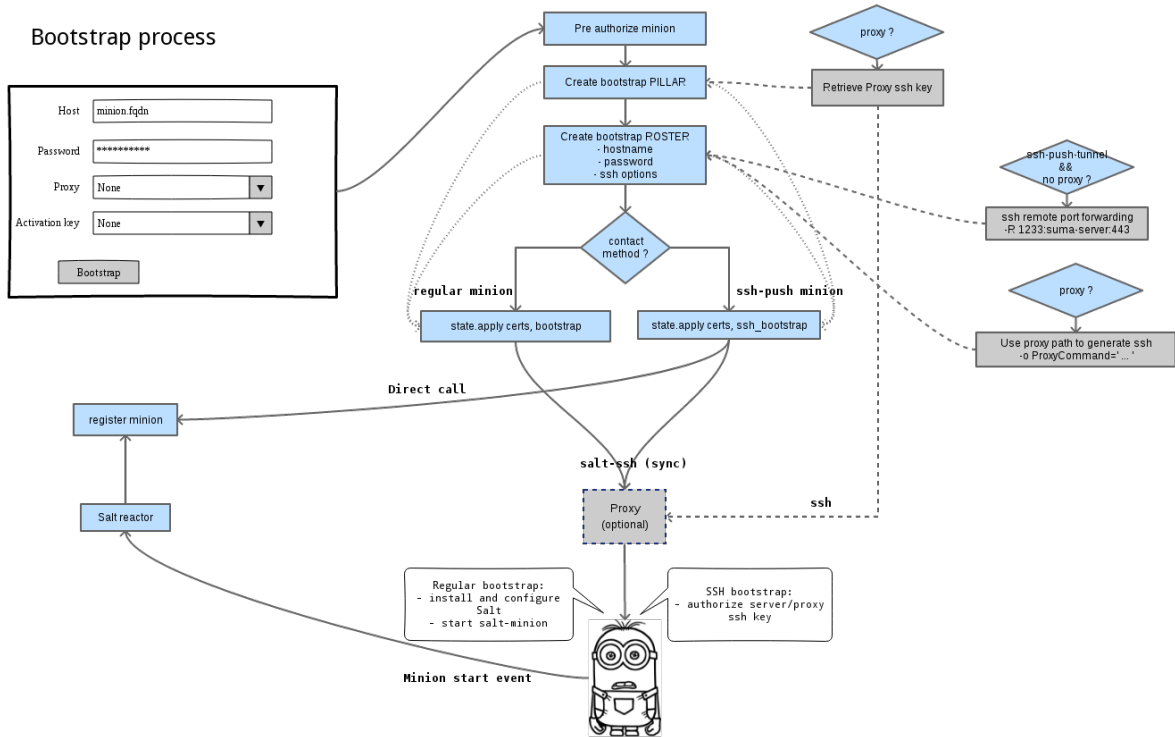 Bootstrap process
Host
minion.fqdn
Password
**********
Proxy
None
Activation key
None
Bootstrap
Pre authorize minion
Create bootstrap PILLAR
Create bootstrap ROSTER
- hostname
- password
- ssh options
contact
method ?
regular minion
ssh-push minion
state.apply certs, bootstrap
state.apply certs, ssh_bootstrap
proxy ?
Retrieve Proxy ssh key
ssh-push-tunnel
&&
no proxy ?
ssh remote port forwarding
-R 1233:suma-server:443
proxy ?
Use proxy path to generate ssh
-o ProxyCommand=' ... '
Direct call
register minion
Salt reactor
salt-ssh (sync)
Proxy
(optional)
ssh
Regular bootstrap:
- install and configure
Salt
- start salt-minion
SSH bootstrap:
- authorize server/proxy
ssh key
Minion start event